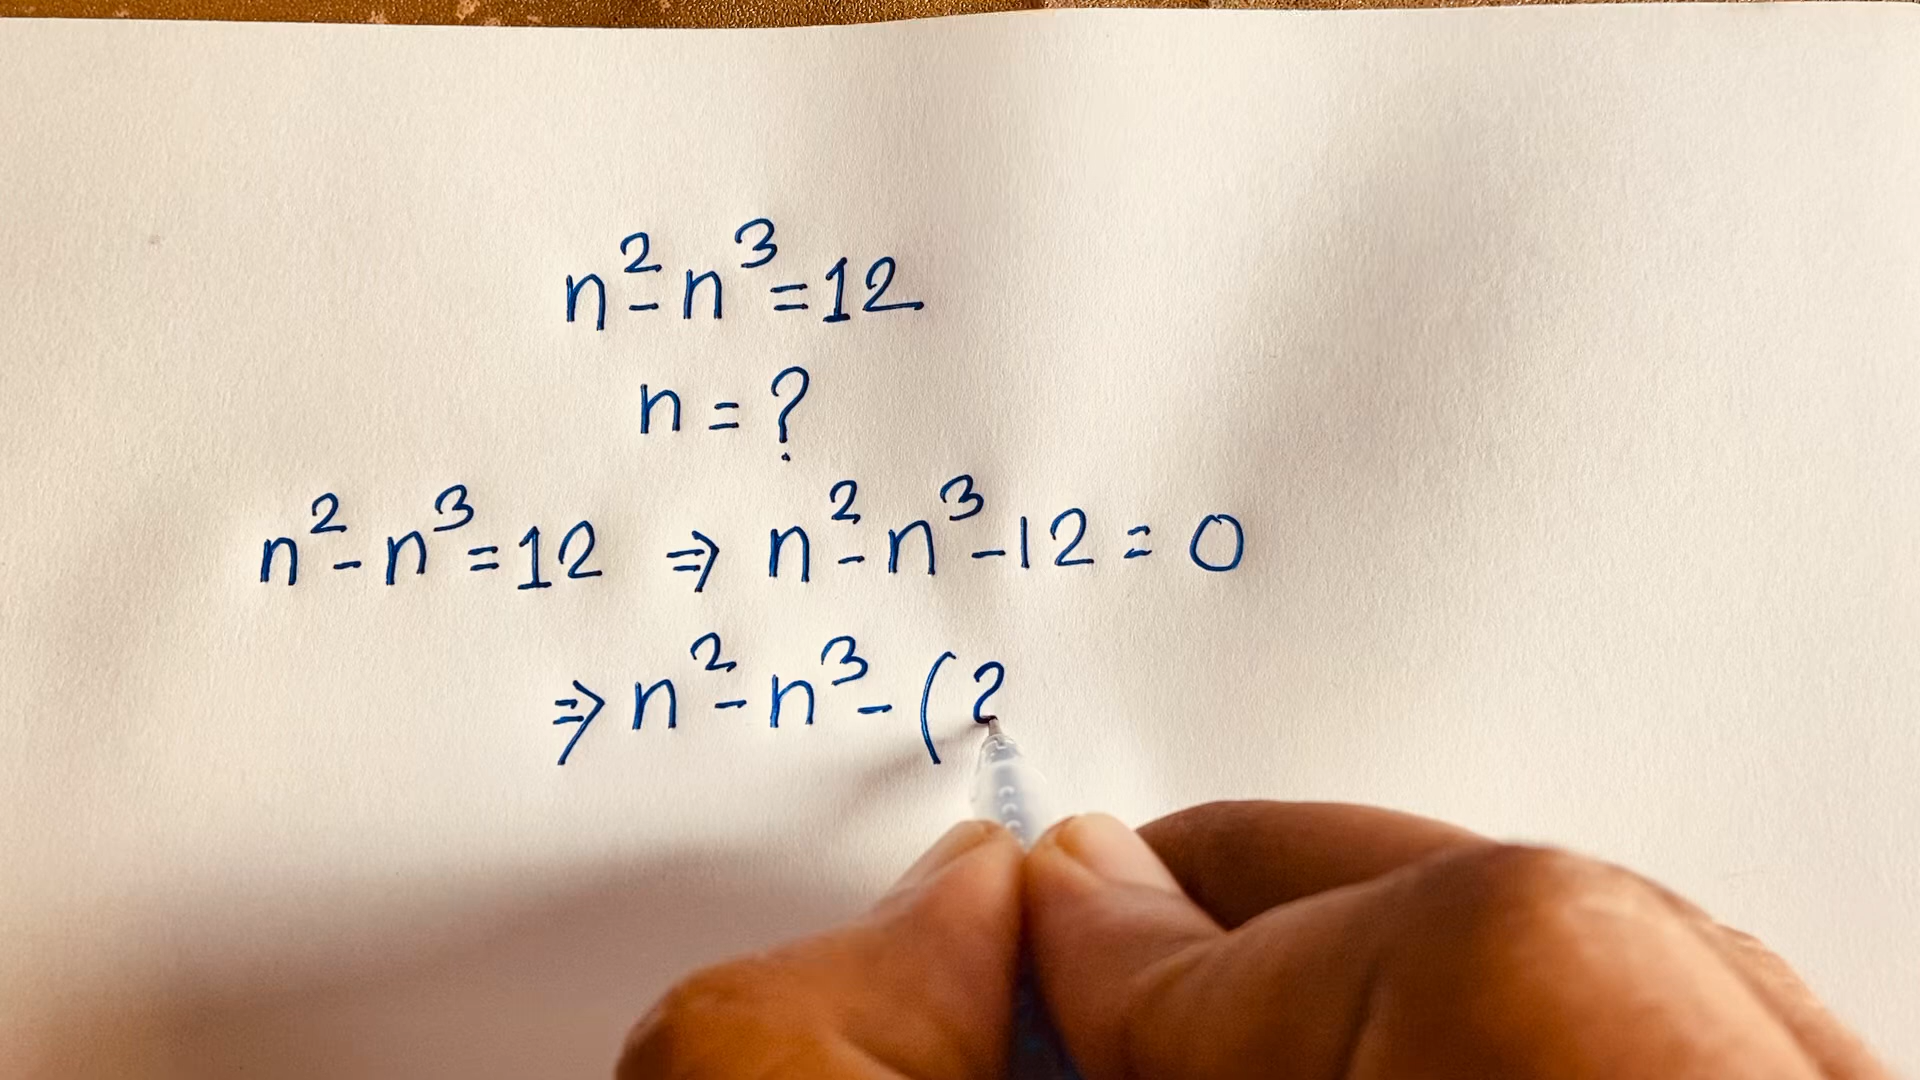 n²-n³=12
n=?
n²-n³=12 ⇒ n²-n³-12=0
⇒ n²-n³-(2